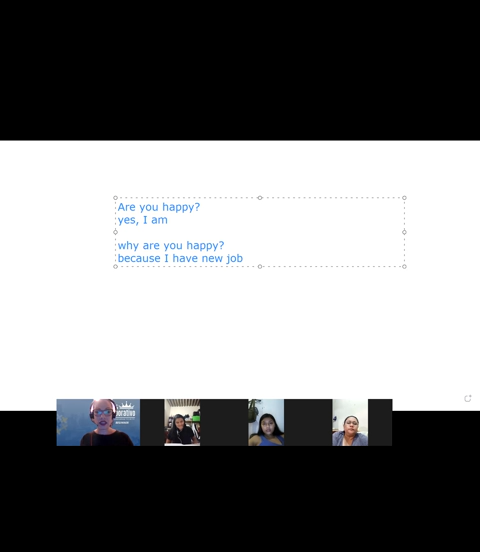 Are you happy?
yes, I am
why are you happy?
because I have new job